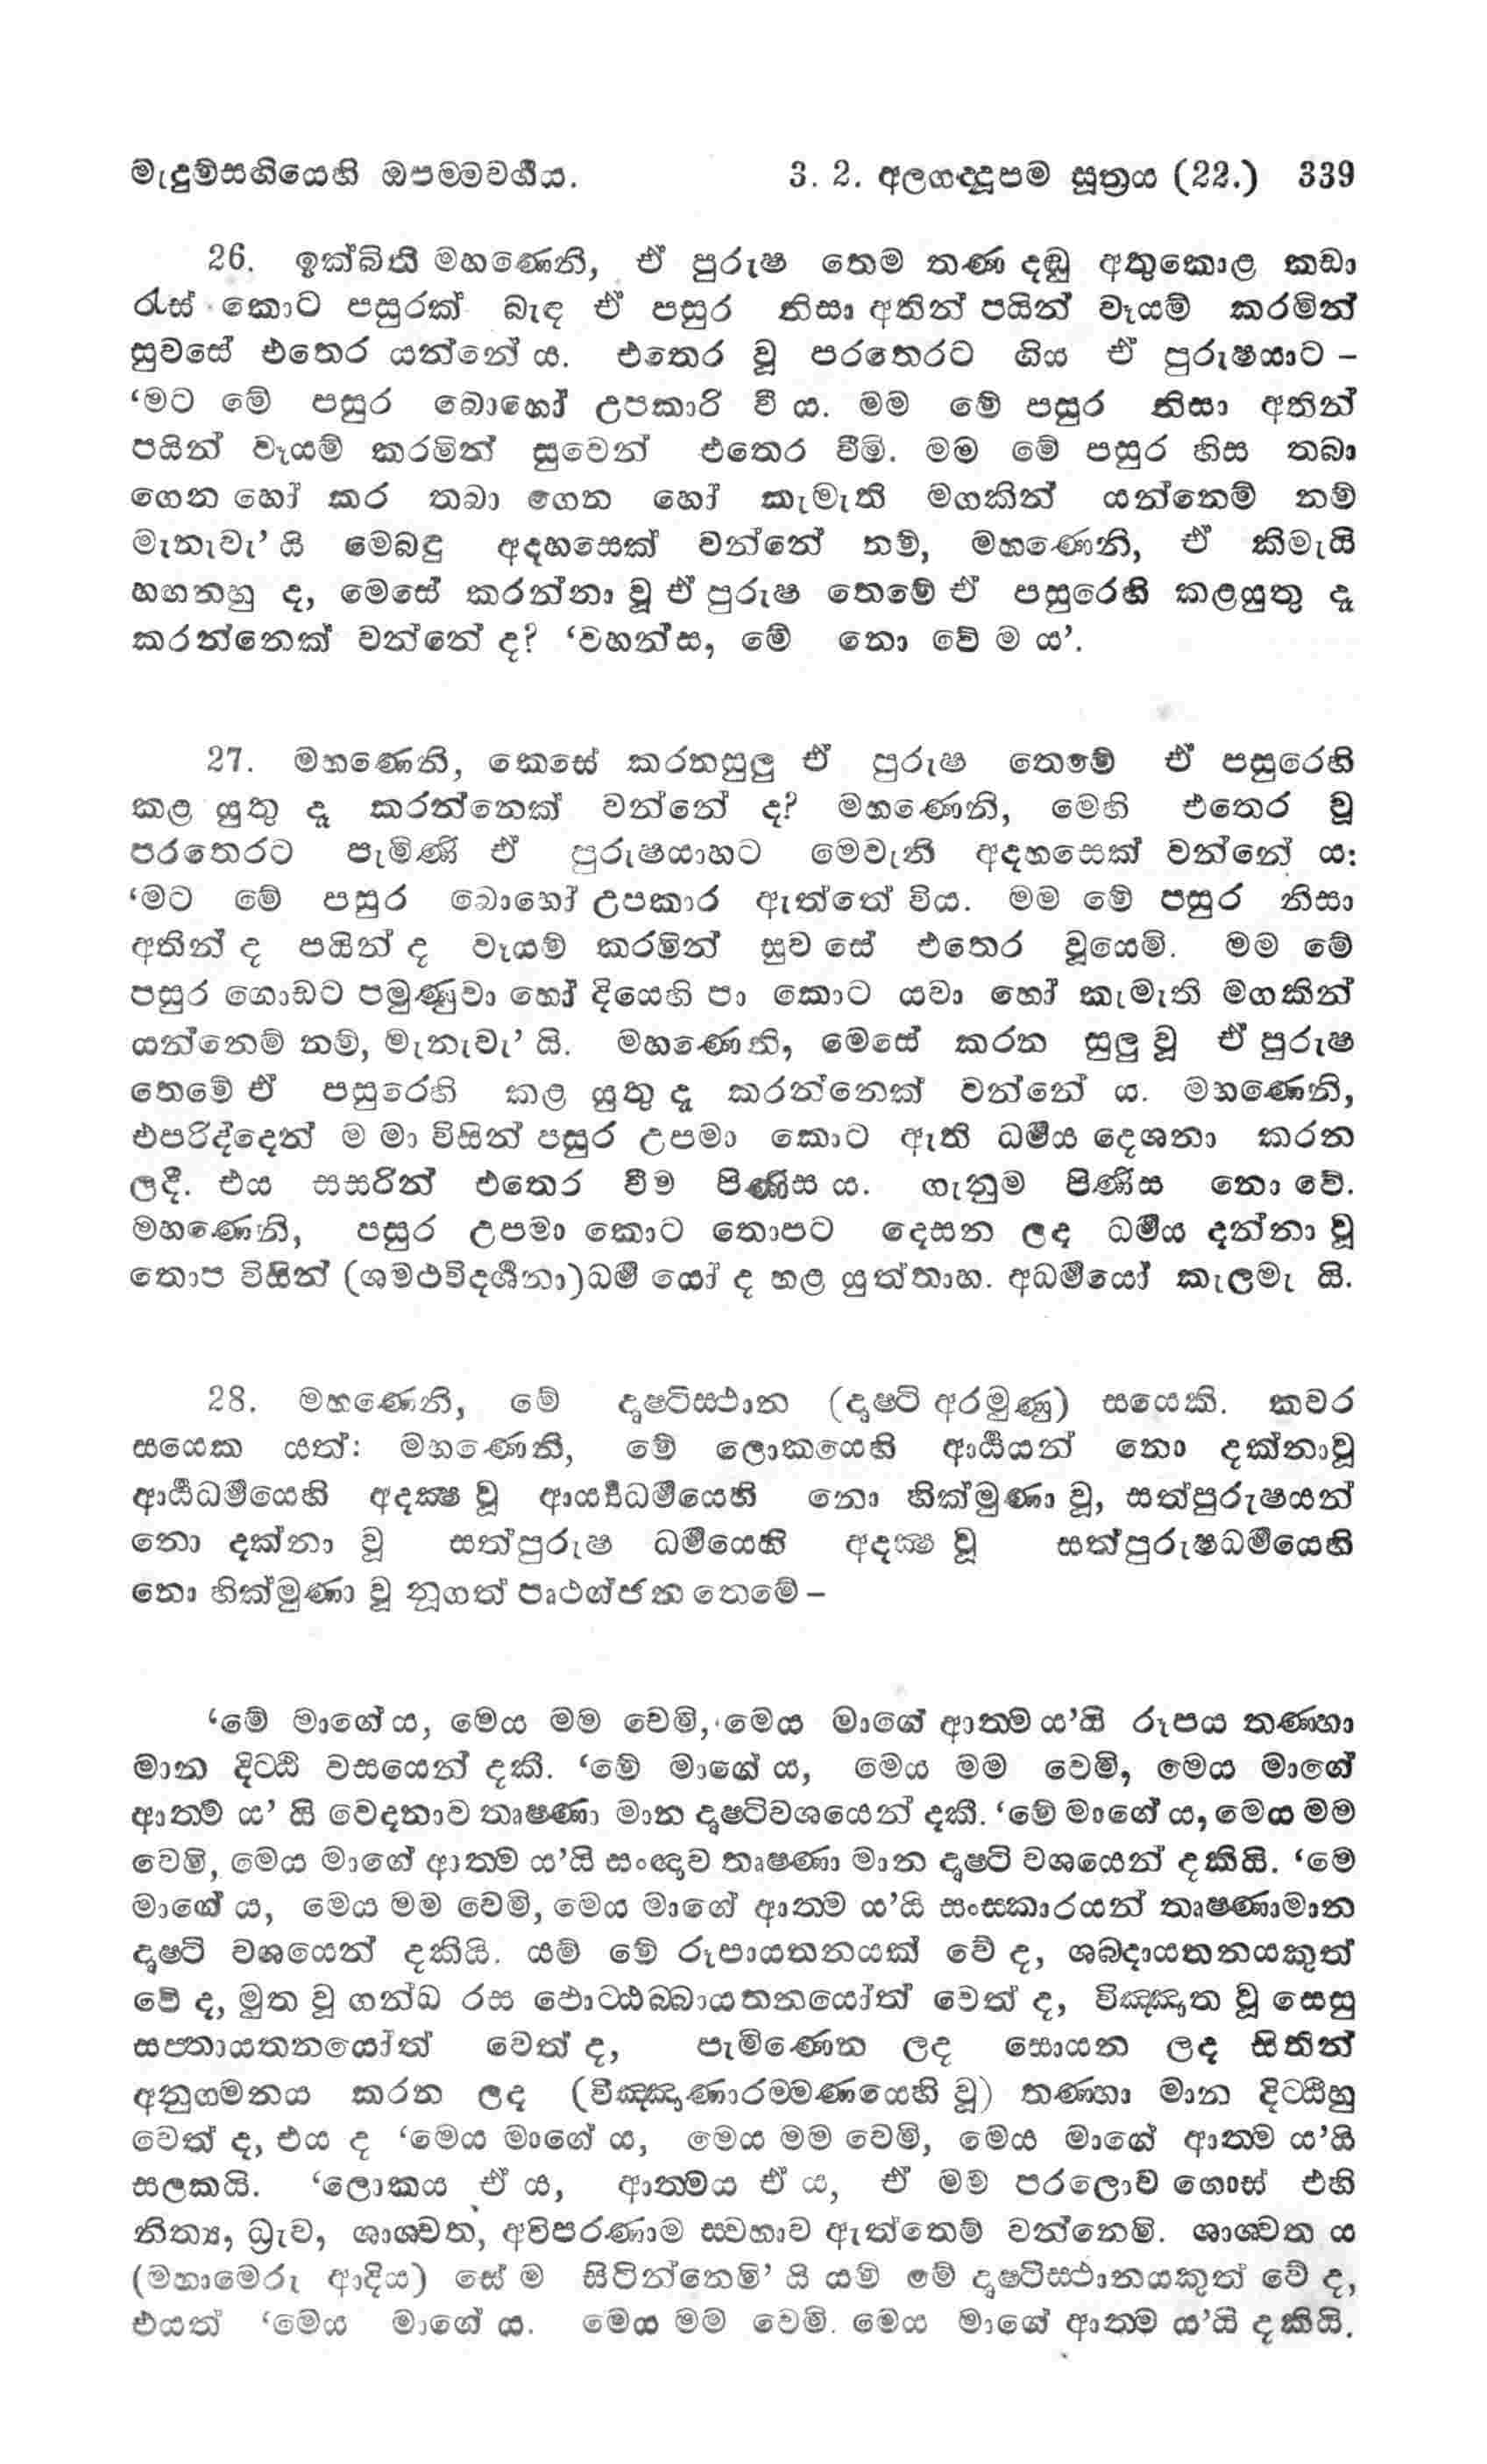 මැදුම්සඟියෙහි ඔපම්මවර්‍ගය. 3. 2. අලගද්දූපම සූත්‍රය (22.) 339
26. ඉක්බිති මහණෙනි, ඒ පුරුෂ තෙම තණ දඬු අතුකොළ කඩා
රැස් කොට පසුරක් බැඳ ඒ පසුර නිසා අතින් පයින් වෑයම් කරමින්
සුවසේ එතෙර යන්නේ ය. එතෙර වූ පරතෙරට ගිය ඒ පුරුෂයාට –
‘මට මේ පසුර බොහෝ උපකාරි වී ය. මම මේ පසුර නිසා අතින්
පයින් වෑයම් කරමින් සුවෙන් එතෙර වීමි. මම මේ පසුර හිස තබා
ගෙන හෝ කර තබා ගෙන හෝ කැමැති මගකින් යන්නෙම් නම්
මැනැවැ’ යි මෙබඳු අදහසෙක් වන්නේ නම්, මහණෙනි, ඒ කිමැයි
හඟනහු ද, මෙසේ කරන්නා වූ ඒ පුරුෂ තෙමේ ඒ පසුරෙහි කළයුතු දෑ
කරන්නෙක් වන්නේ ද? ‘වහන්ස, මේ නො වේ ම ය’.
27. මහණෙනි, කෙසේ කරනසුලු ඒ පුරුෂ තෙමේ ඒ පසුරෙහි
කළ යුතු දෑ කරන්නෙක් වන්නේ ද? මහණෙනි, මෙහි එතෙර වූ
පරතෙරට පැමිණි ඒ පුරුෂයාහට මෙවැනි අදහසෙක් වන්නේ ය:
‘මට මේ පසුර බොහෝ උපකාර ඇත්තේ විය. මම මේ පසුර නිසා
අතින් ද පයින් ද වෑයම් කරමින් සුව සේ එතෙර වූයෙමි. මම මේ
පසුර ගොඩට පමුණුවා හෝ දියෙහි පා කොට යවා හෝ කැමැති මගකින්
යන්නෙම් නම්, මැනැවැ’ යි. මහණෙනි, මෙසේ කරන සුලු වූ ඒ පුරුෂ
තෙමේ ඒ පසුරෙහි කළ යුතු දෑ කරන්නෙක් වන්නේ ය. මහණෙනි,
එපරිද්දෙන් ම මා විසින් පසුර උපමා කොට ඇති ධර්‍මය දෙශනා කරන
ලදී. එය සසරින් එතෙර වීම පිණිස ය. ගැනුම පිණිස නො වේ.
මහණෙනි, පසුර උපමා කොට තොපට දෙසන ලද ධර්‍මය දන්නා වූ
තොප විසින් (ශමථවිදර්‍ශනා)ධර්‍ම යෝ ද හළ යුත්තාහ. අධර්‍මයෝ කැලමැ යි.
28. මහණෙනි, මේ දෘෂ්ටිස්ථාන (දෘෂ්ටි අරමුණු) සයෙකි. කවර
සයෙක යත්: මහණෙනි, මේ ලොකයෙහි ආර්‍ය්‍යයන් නො දක්නාවූ
ආර්‍ය්‍යධර්‍මයෙහි අදක්‍ෂ වූ ආර්‍ය්‍යධර්‍මයෙහි නො හික්මුණා වූ, සත්පුරුෂයන්
නො දක්නා වූ සත්පුරුෂ ධර්‍මයෙහි අදක්‍ෂ වූ සත්පුරුෂධර්‍මයෙහි
නො හික්මුණා වූ නූගත් පෘථග්ජන තෙමේ –
‘මේ මාගේ ය, මෙය මම වෙමි, මෙය මාගේ ආත්ම ය’යි රූපය තණ්හා
මාන දිට්ඨි වසයෙන් දකී. ‘මේ මාගේ ය, මෙය මම වෙමි, මෙය මාගේ
ආත්ම ය’ යි වෙදනාව තෘෂ්ණා මාන දෘෂ්ටිවශයෙන් දකී. ‘මේ මාගේ ය, මෙය මම
වෙමි, මෙය මාගේ ආත්ම ය’යි සංඥාව තෘෂ්ණා මාන දෘෂ්ටි වශයෙන් දකියි. ‘මෙ
මාගේ ය, මෙය මම වෙමි, මෙය මාගේ ආත්ම ය’යි සංස්කාරයන් තෘෂ්ණාමාන
දෘෂ්ටි වශයෙන් දකියි. යම් මේ රූපායතනයක් වේ ද, ශබ්දායතනයකුත්
වේ ද, මුත වූ ගන්ධ රස ඵොට්ඨබ්බායතනයෝත් වෙත් ද, විඤ්ඤාත වූ සෙසු
සප්තායතනයෝත් වෙත් ද, පැමිණෙන ලද සොයන ලද සිතින්
අනුගමනය කරන ලද (විඤ්ඤාණාරම්මණයෙහි වූ) තණ්හා මාන දිට්ඨිහු
වෙත් ද, එය ද ‘මෙය මාගේ ය, මෙය මම වෙමි, මෙය මාගේ ආත්ම ය’යි
සලකයි. ‘ලොකය ඒ ය, ආත්මය ඒ ය, ඒ මම පරලොව ගොස් එහි
නිත්‍ය, ධ්‍රැව, ශාශ්වත, අවිපරණාම ස්වභාව ඇත්තෙම් වන්නෙමි. ශාශ්වත ය
(මහාමෙරු ආදිය) සේ ම සිටින්නෙමි’ යි යම් මේ දෘෂ්ටිස්ථානයකුත් වේ ද,
එයත් ‘මෙය මාගේ ය. මෙය මම වෙමි. මෙය මාගේ ආත්ම ය’යි දකියි.